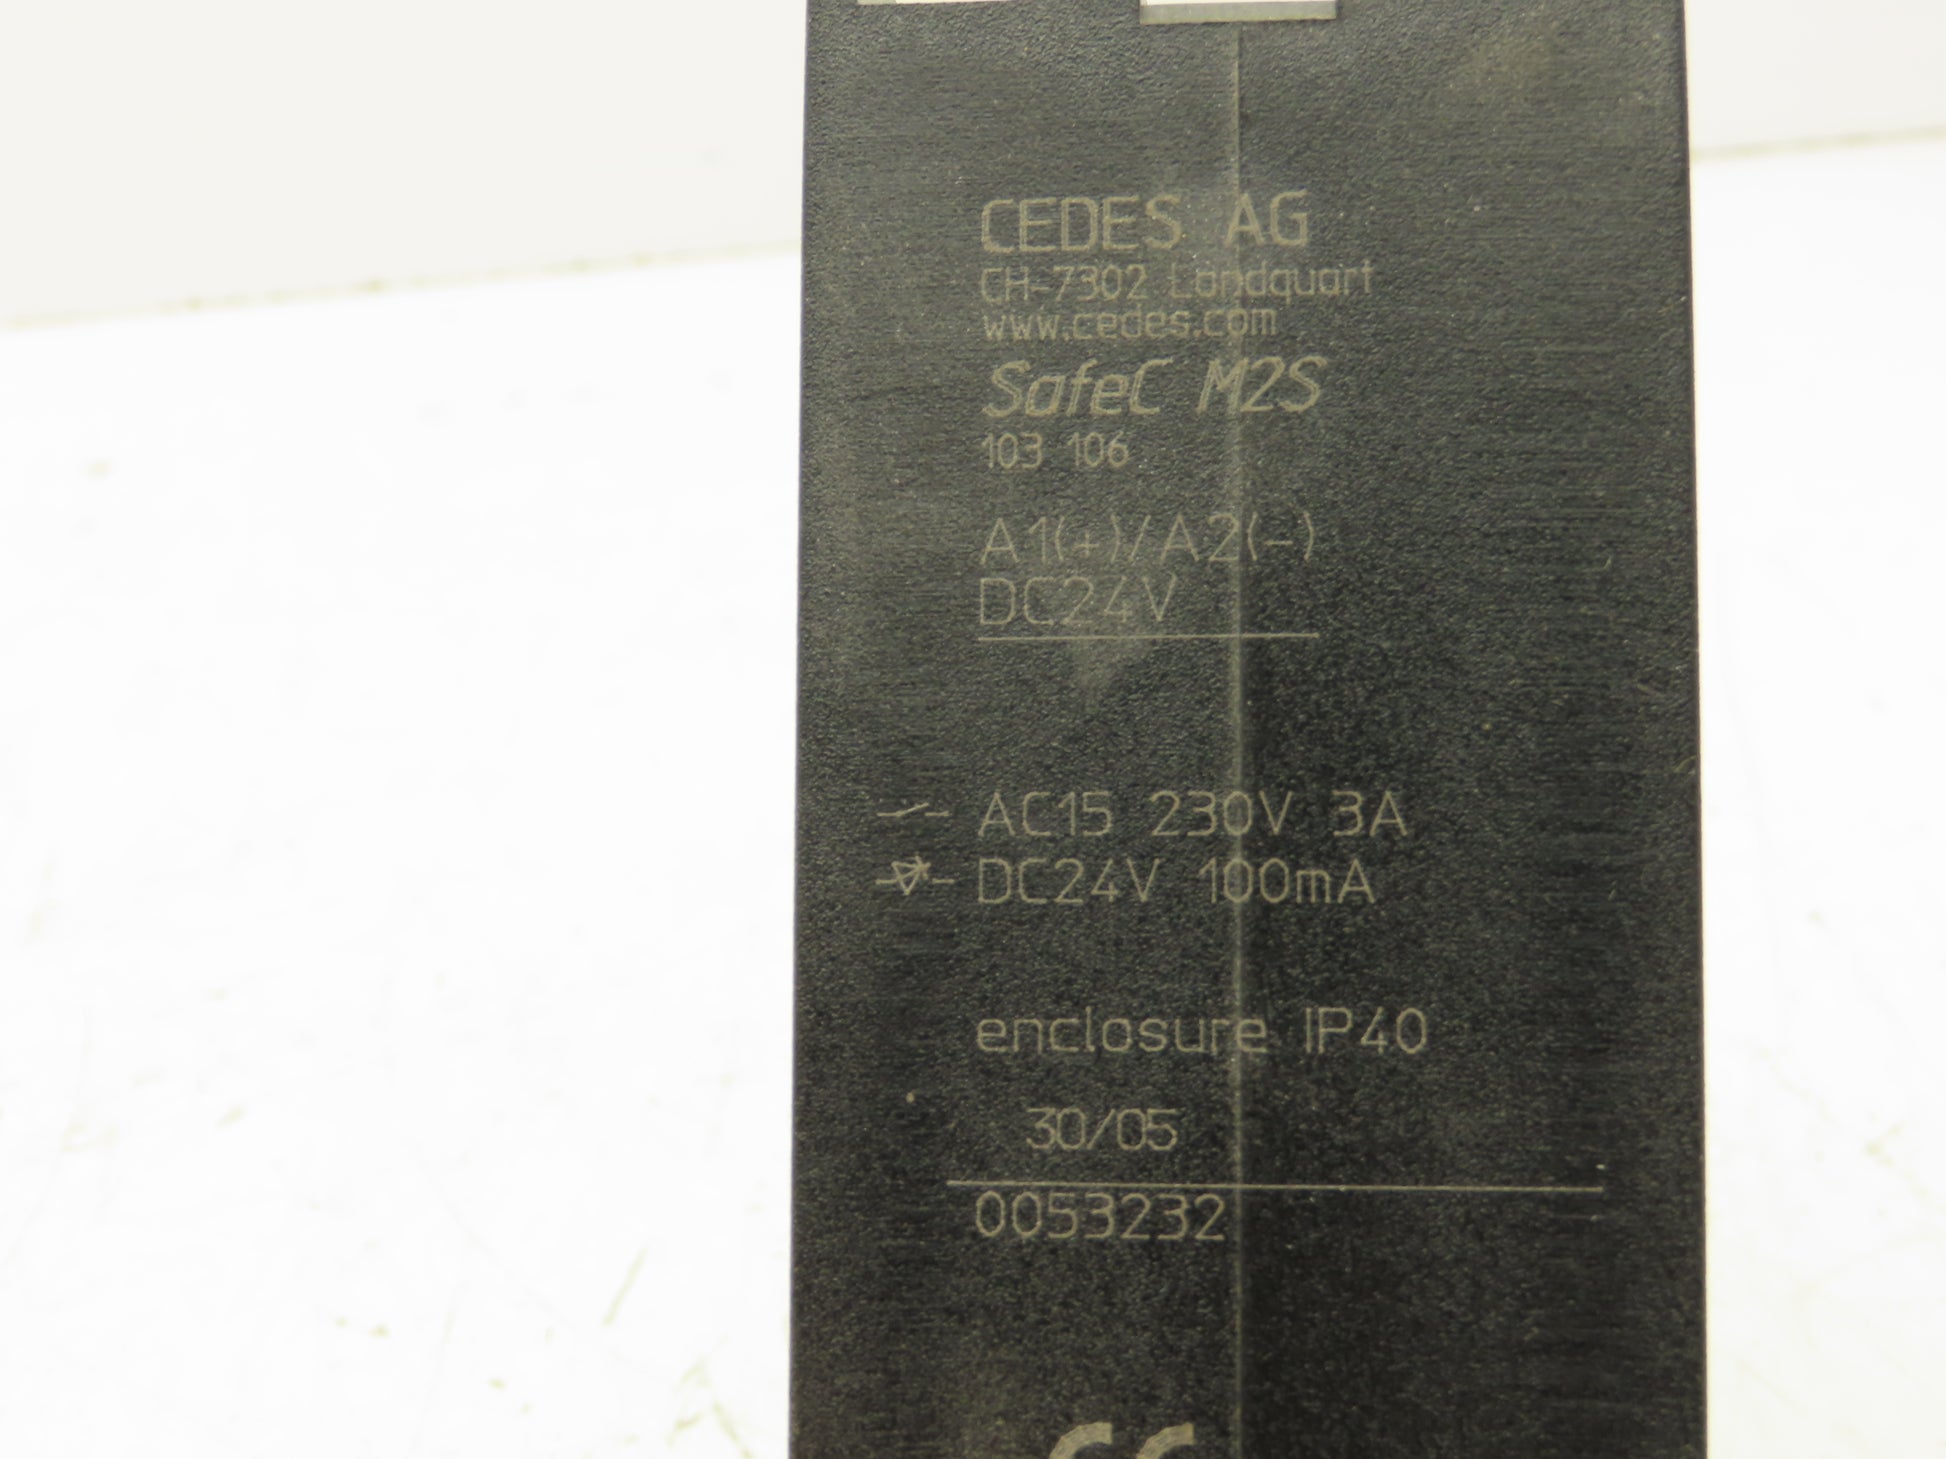 CEDES AG
CH-7302 Landquart
www.cedes.com
SafeC M2S
103 106
A1(+)/A2(-)
DC24V
AC15 230V 3A
DC24V 100mA
enclosure IP40
30/05
0053232
CE